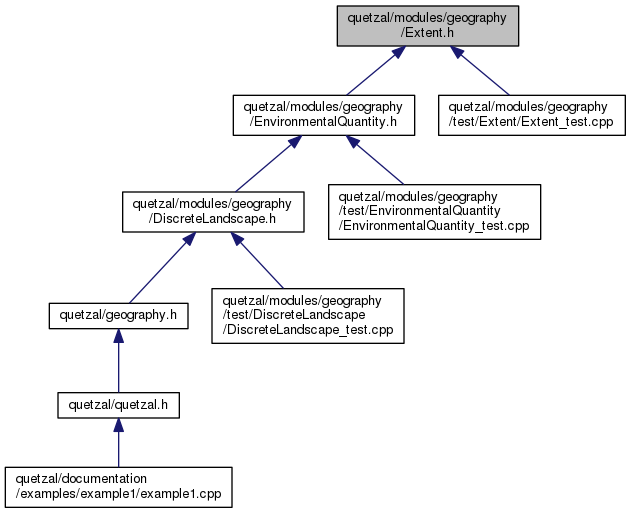 quetzal/modules/geography
/Extent.h
quetzal/modules/geography
/EnvironmentalQuantity.h
quetzal/modules/geography
/test/Extent/Extent_test.cpp
quetzal/modules/geography
/DiscreteLandscape.h
quetzal/modules/geography
/test/EnvironmentalQuantity
/EnvironmentalQuantity_test.cpp
quetzal/geography.h
quetzal/modules/geography
/test/DiscreteLandscape
/DiscreteLandscape_test.cpp
quetzal/quetzal.h
quetzal/documentation
/examples/example1/example1.cpp